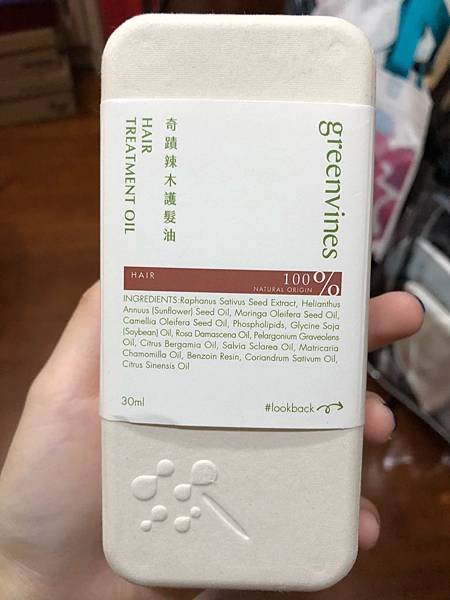 greenvines
奇蹟辣木護髮油
HAIR
TREATMENT OIL
HAIR
100%
NATURAL ORIGIN
INGREDIENTS:Raphanus Sativus Seed Extract, Helianthus
Annuus (Sunflower) Seed Oil, Moringa Oleifera Seed Oil,
Camellia Oleifera Seed Oil, Phospholipids, Glycine Soja
(Soybean) Oil, Rosa Damascena Oil, Pelargonium Graveolens
Oil, Citrus Bergamia Oil, Salvia Sclarea Oil, Matricaria
Chamomilla Oil, Benzoin Resin, Coriandrum Sativum Oil,
Citrus Sinensis Oil
30ml
#lookback